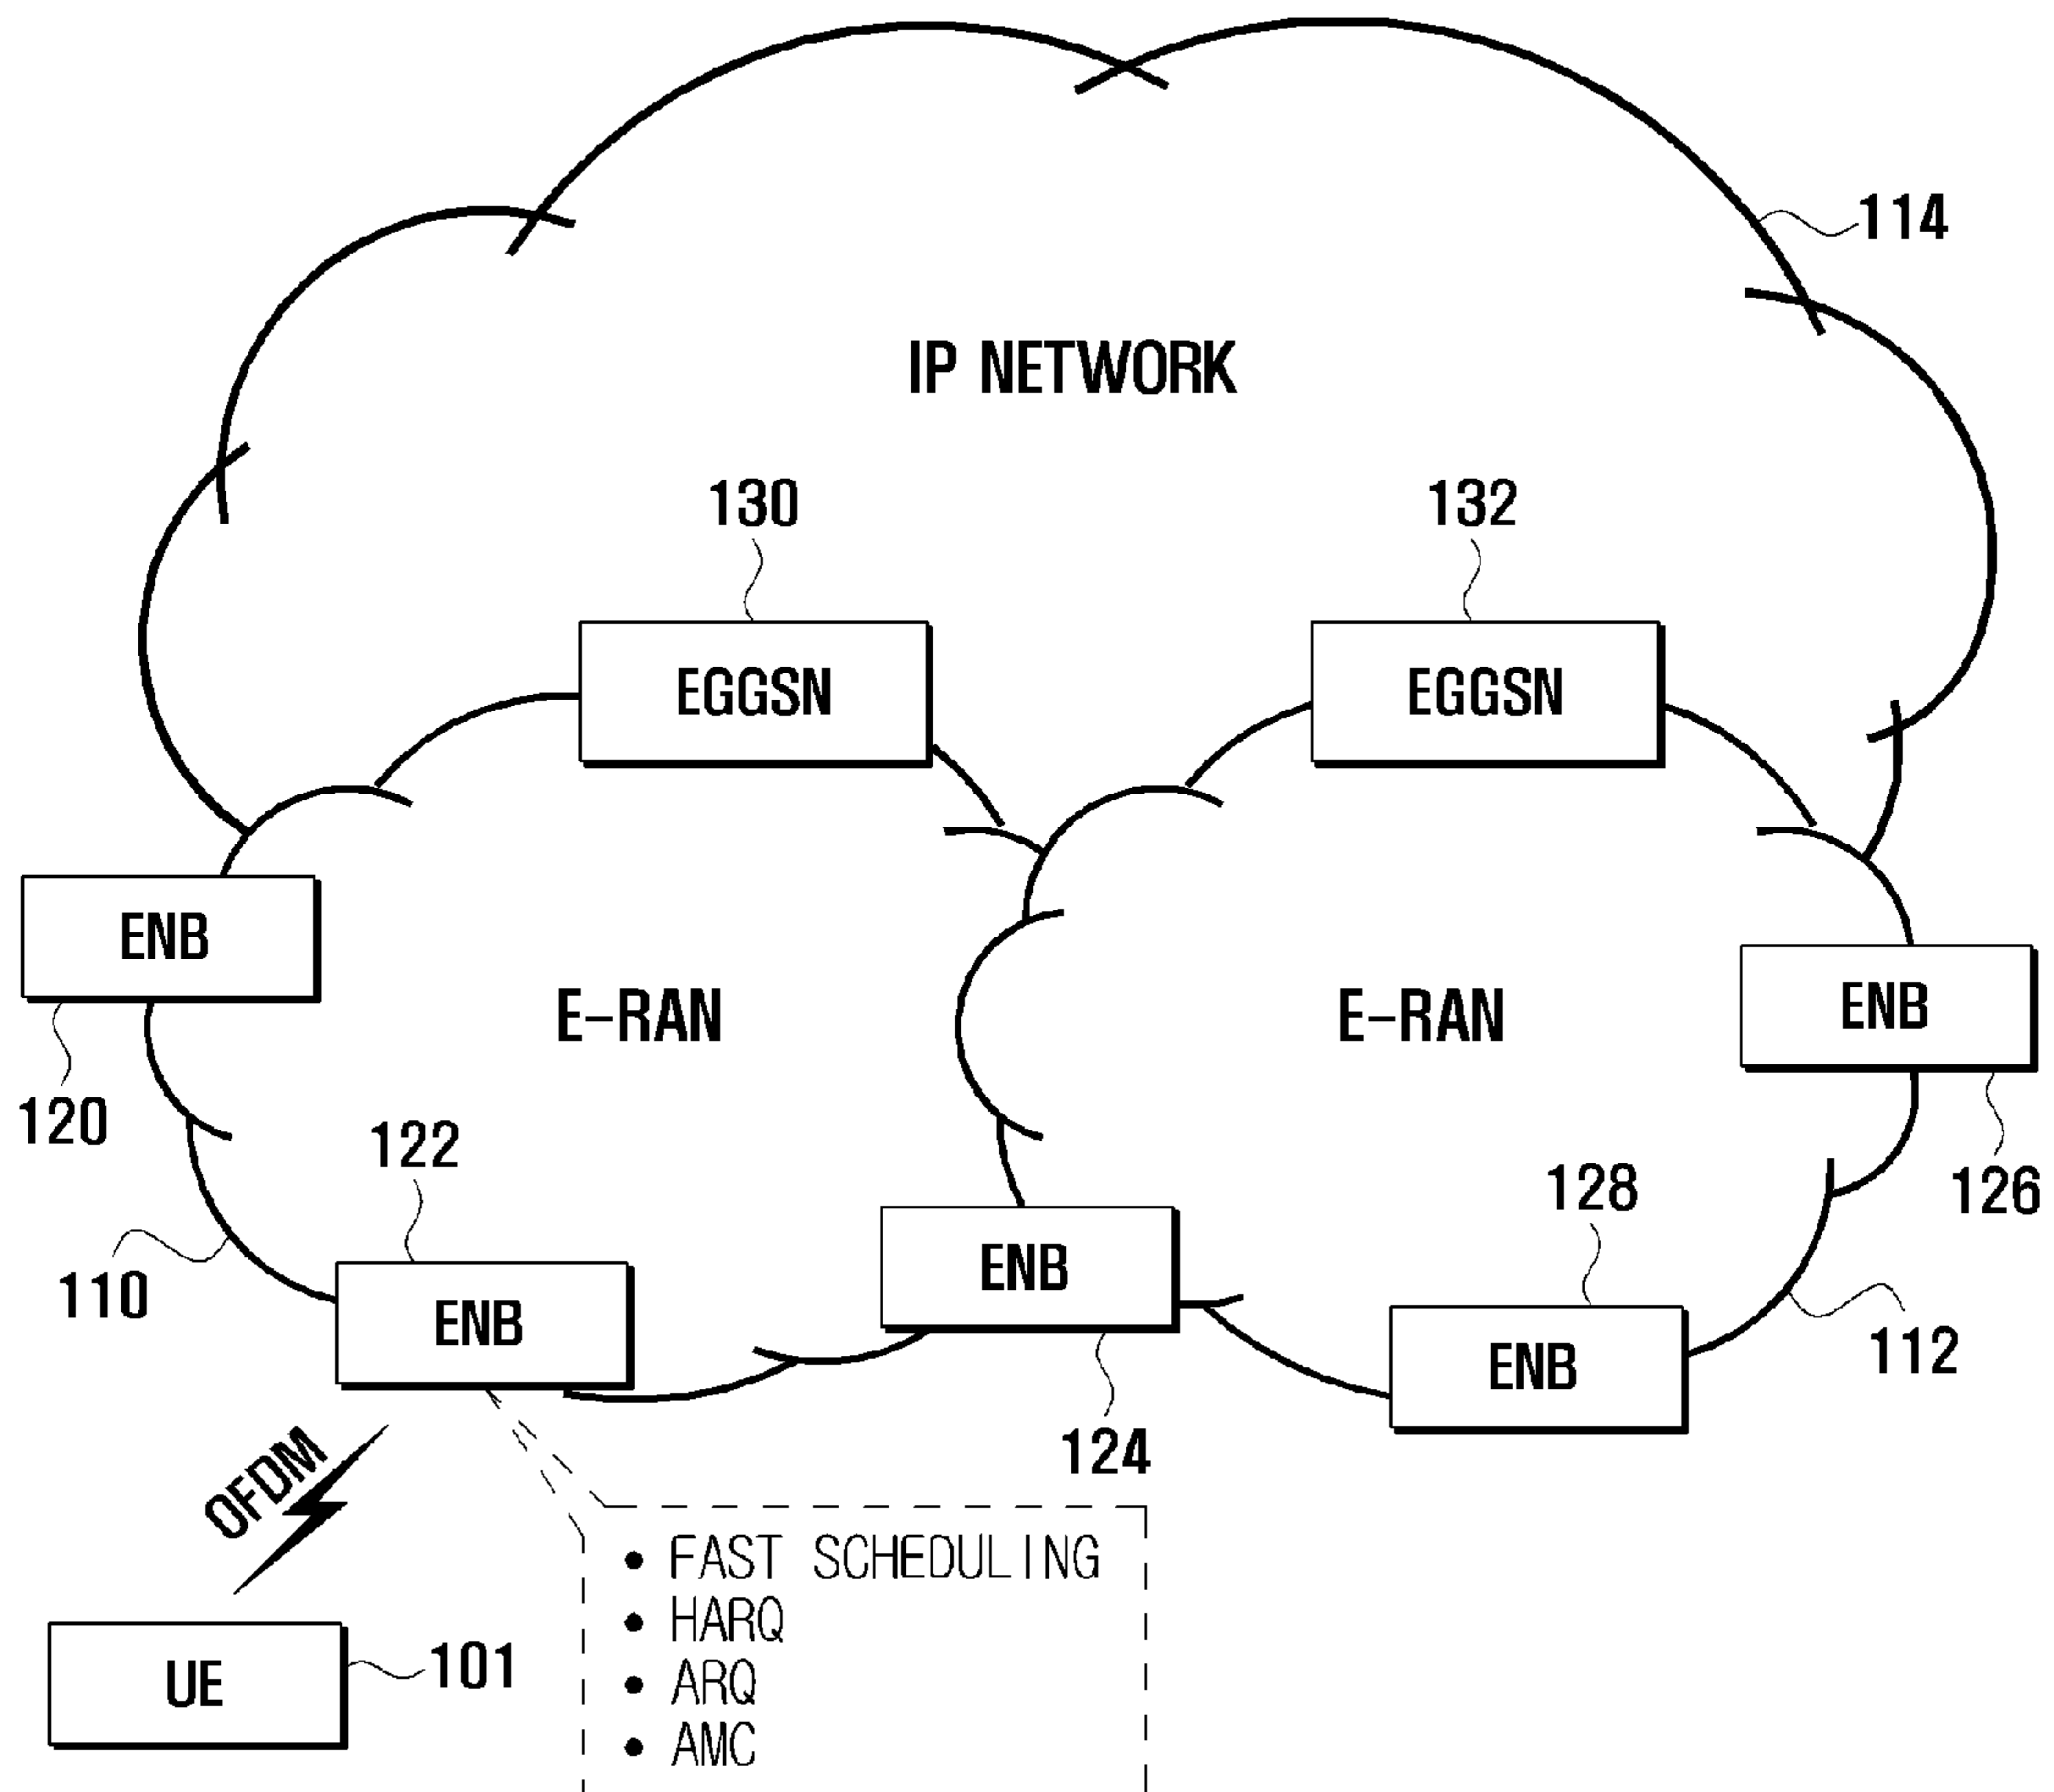 114
IP NETWORK
130
132
EGGSN
EGGSN
ENB
E-RAN
E-RAN
ENB
120
122
128
126
110
ENB
ENB
ENB
112
124
OFDM
• FAST SCHEDULING
• HARQ
• ARQ
• AMC
UE
101